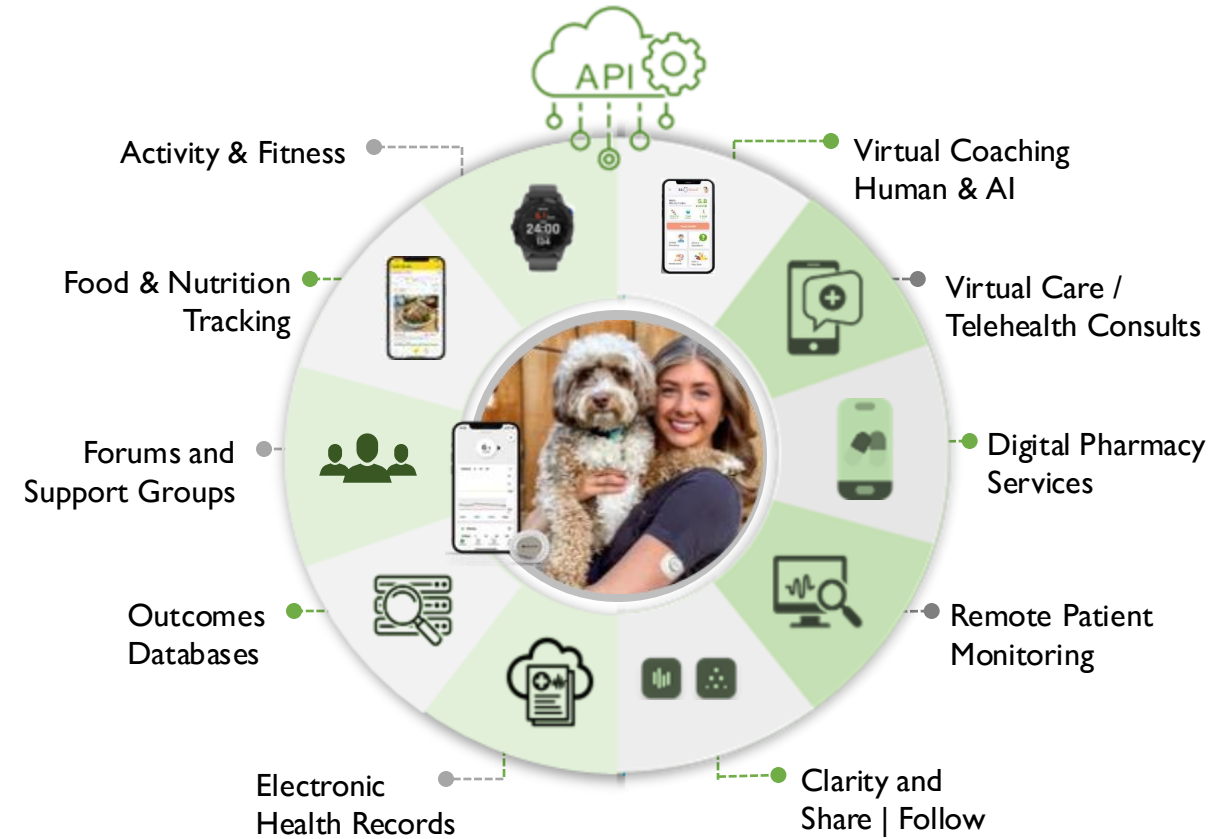 API
Activity & Fitness
Virtual Coaching
Human & AI
24:00
Food & Nutrition
Tracking
Virtual Care /
Telehealth Consults
Forums and
Support Groups
Digital Pharmacy
Services
Outcomes
Databases
Remote Patient
Monitoring
Electronic
Health Records
Clarity and
Share | Follow